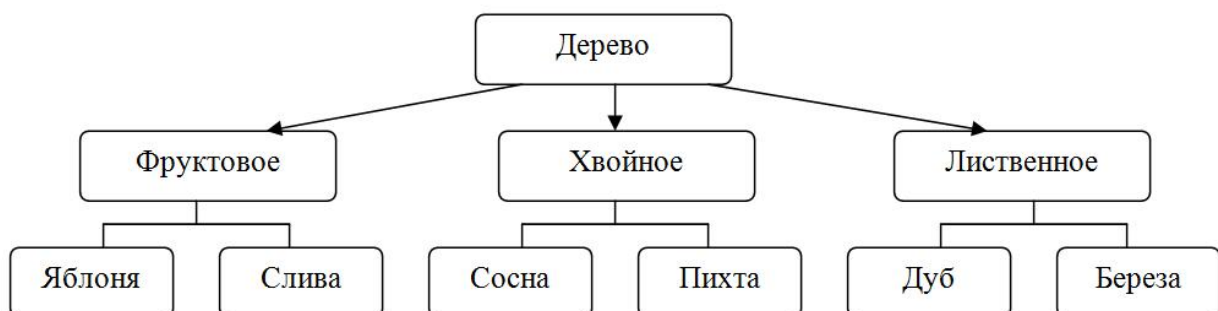 Дерево
Фруктовое Хвойное Лиственное
Яблоня Слива Сосна Пихта Дуб Береза